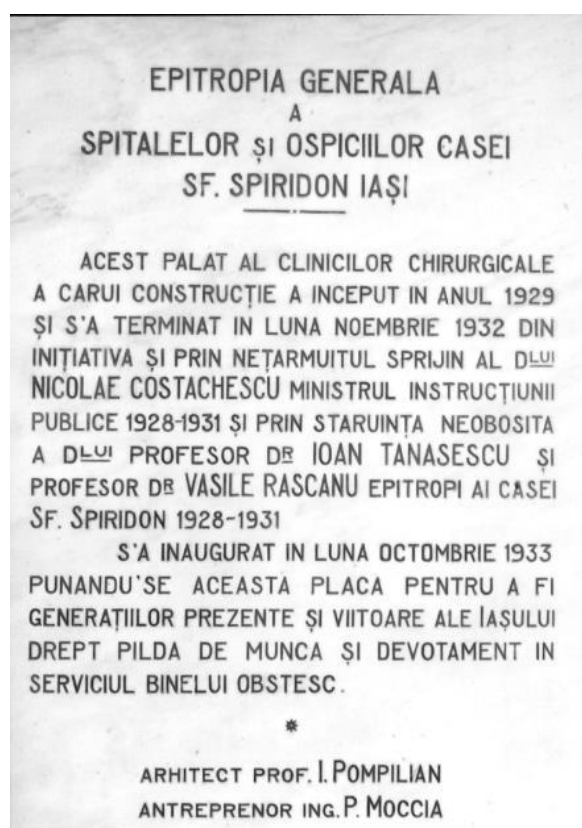 EPITROPIA GENERALA
A
SPITALELOR ȘI OSPICIILOR CASEI
SF. SPIRIDON IAȘI
ACEST PALAT AL CLINICILOR CHIRURGICALE
A CARUI CONSTRUCȚIE A INCEPUT IN ANUL 1929
ȘI S'A TERMINAT IN LUNA NOEMBRIE 1932 DIN
INIȚIATIVA ȘI PRIN NEȚARMUITUL SPRIJIN AL DLUI
NICOLAE COSTACHESCU MINISTRUL INSTRUCȚIUNII
PUBLICE 1928-1931 ȘI PRIN STARUINȚA NEOBOSITA
A DLUI PROFESOR DR IOAN TANASESCU ȘI
PROFESOR DR VASILE RASCANU EPITROPI AI CASEI
SF. SPIRIDON 1928-1931
S'A INAUGURAT IN LUNA OCTOMBRIE 1933
PUNANDU'SE ACEASTA PLACA PENTRU A FI
GENERAȚIILOR PREZENTE ȘI VIITOARE ALE IAȘULUI
DREPT PILDA DE MUNCA ȘI DEVOTAMENT IN
SERVICIUL BINELUI OBSTESC.
*
ARHITECT PROF. I. POMPILIAN
ANTREPRENOR ING. P. MOCCIA